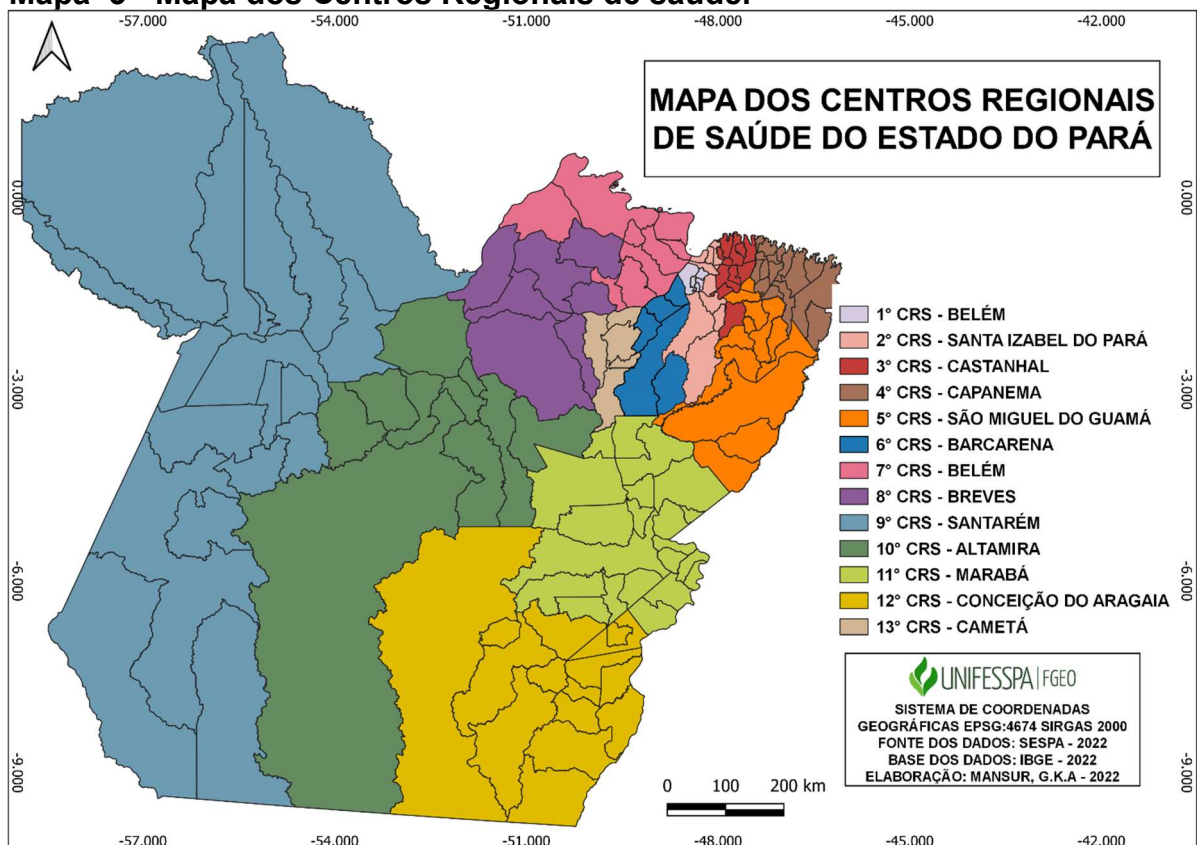 Mapa 6 - Mapa dos Centros Regionais de saúde.
-57.000 -54.000 -51.000 -48.000 -45.000 -42.000
MAPA DOS CENTROS REGIONAIS
DE SAÚDE DO ESTADO DO PARÁ
0.000 0.000
-3.000 -3.000
-6.000 -6.000
-9.000 -9.000
1° CRS - BELÉM
2° CRS - SANTA IZABEL DO PARÁ
3° CRS - CASTANHAL
4° CRS - CAPANEMA
5° CRS - SÃO MIGUEL DO GUAMÁ
6° CRS - BARCARENA
7° CRS - BELÉM
8° CRS - BREVES
9° CRS - SANTARÉM
10° CRS - ALTAMIRA
11° CRS - MARABÁ
12° CRS - CONCEIÇÃO DO ARAGAIA
13° CRS - CAMETÁ
UNIFESSPA | FGEO
SISTEMA DE COORDENADAS
GEOGRÁFICAS EPSG:4674 SIRGAS 2000
FONTE DOS DADOS: SESPA - 2022
BASE DOS DADOS: IBGE - 2022
ELABORAÇÃO: MANSUR, G.K.A - 2022
0 100 200 km
-57.000 -54.000 -51.000 -48.000 -45.000 -42.000